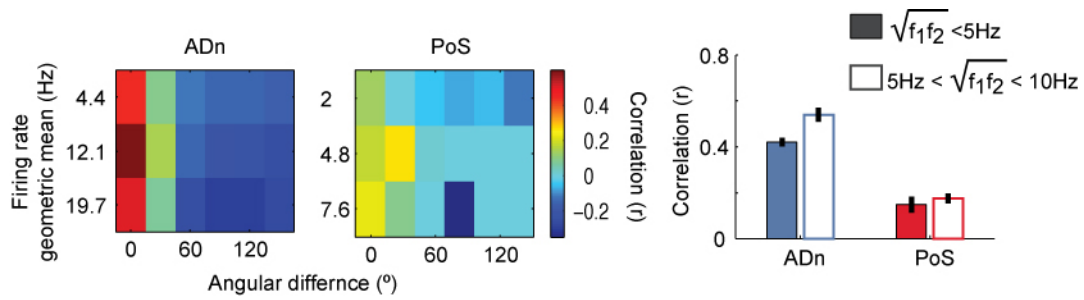 ADn
PoS
Firing rate
geometric mean (Hz)
4.4
12.1
19.7
0
60
120
2
4.8
7.6
0
60
120
Angular differnce (º)
0.4
0.2
0
−0.2
Correlation (r)
√f₁f₂ <5Hz
5Hz < √f₁f₂ < 10Hz
Correlation (r)
0.8
0.4
0
ADn
PoS